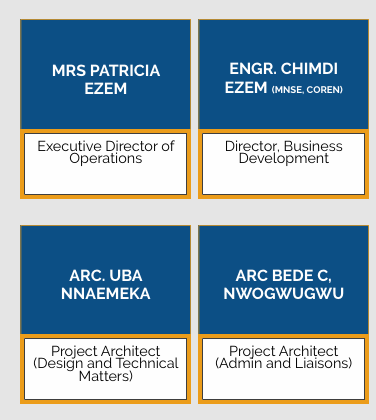 MRS PATRICIA
EZEM
Executive Director of
Operations
ENGR. CHIMDI
EZEM (MNSE, COREN)
Director, Business
Development
ARC. UBA
NNAEMEKA
Project Architect
(Design and Technical
Matters)
ARC BEDE C,
NWOGWUGWU
Project Architect
(Admin and Liaisons)